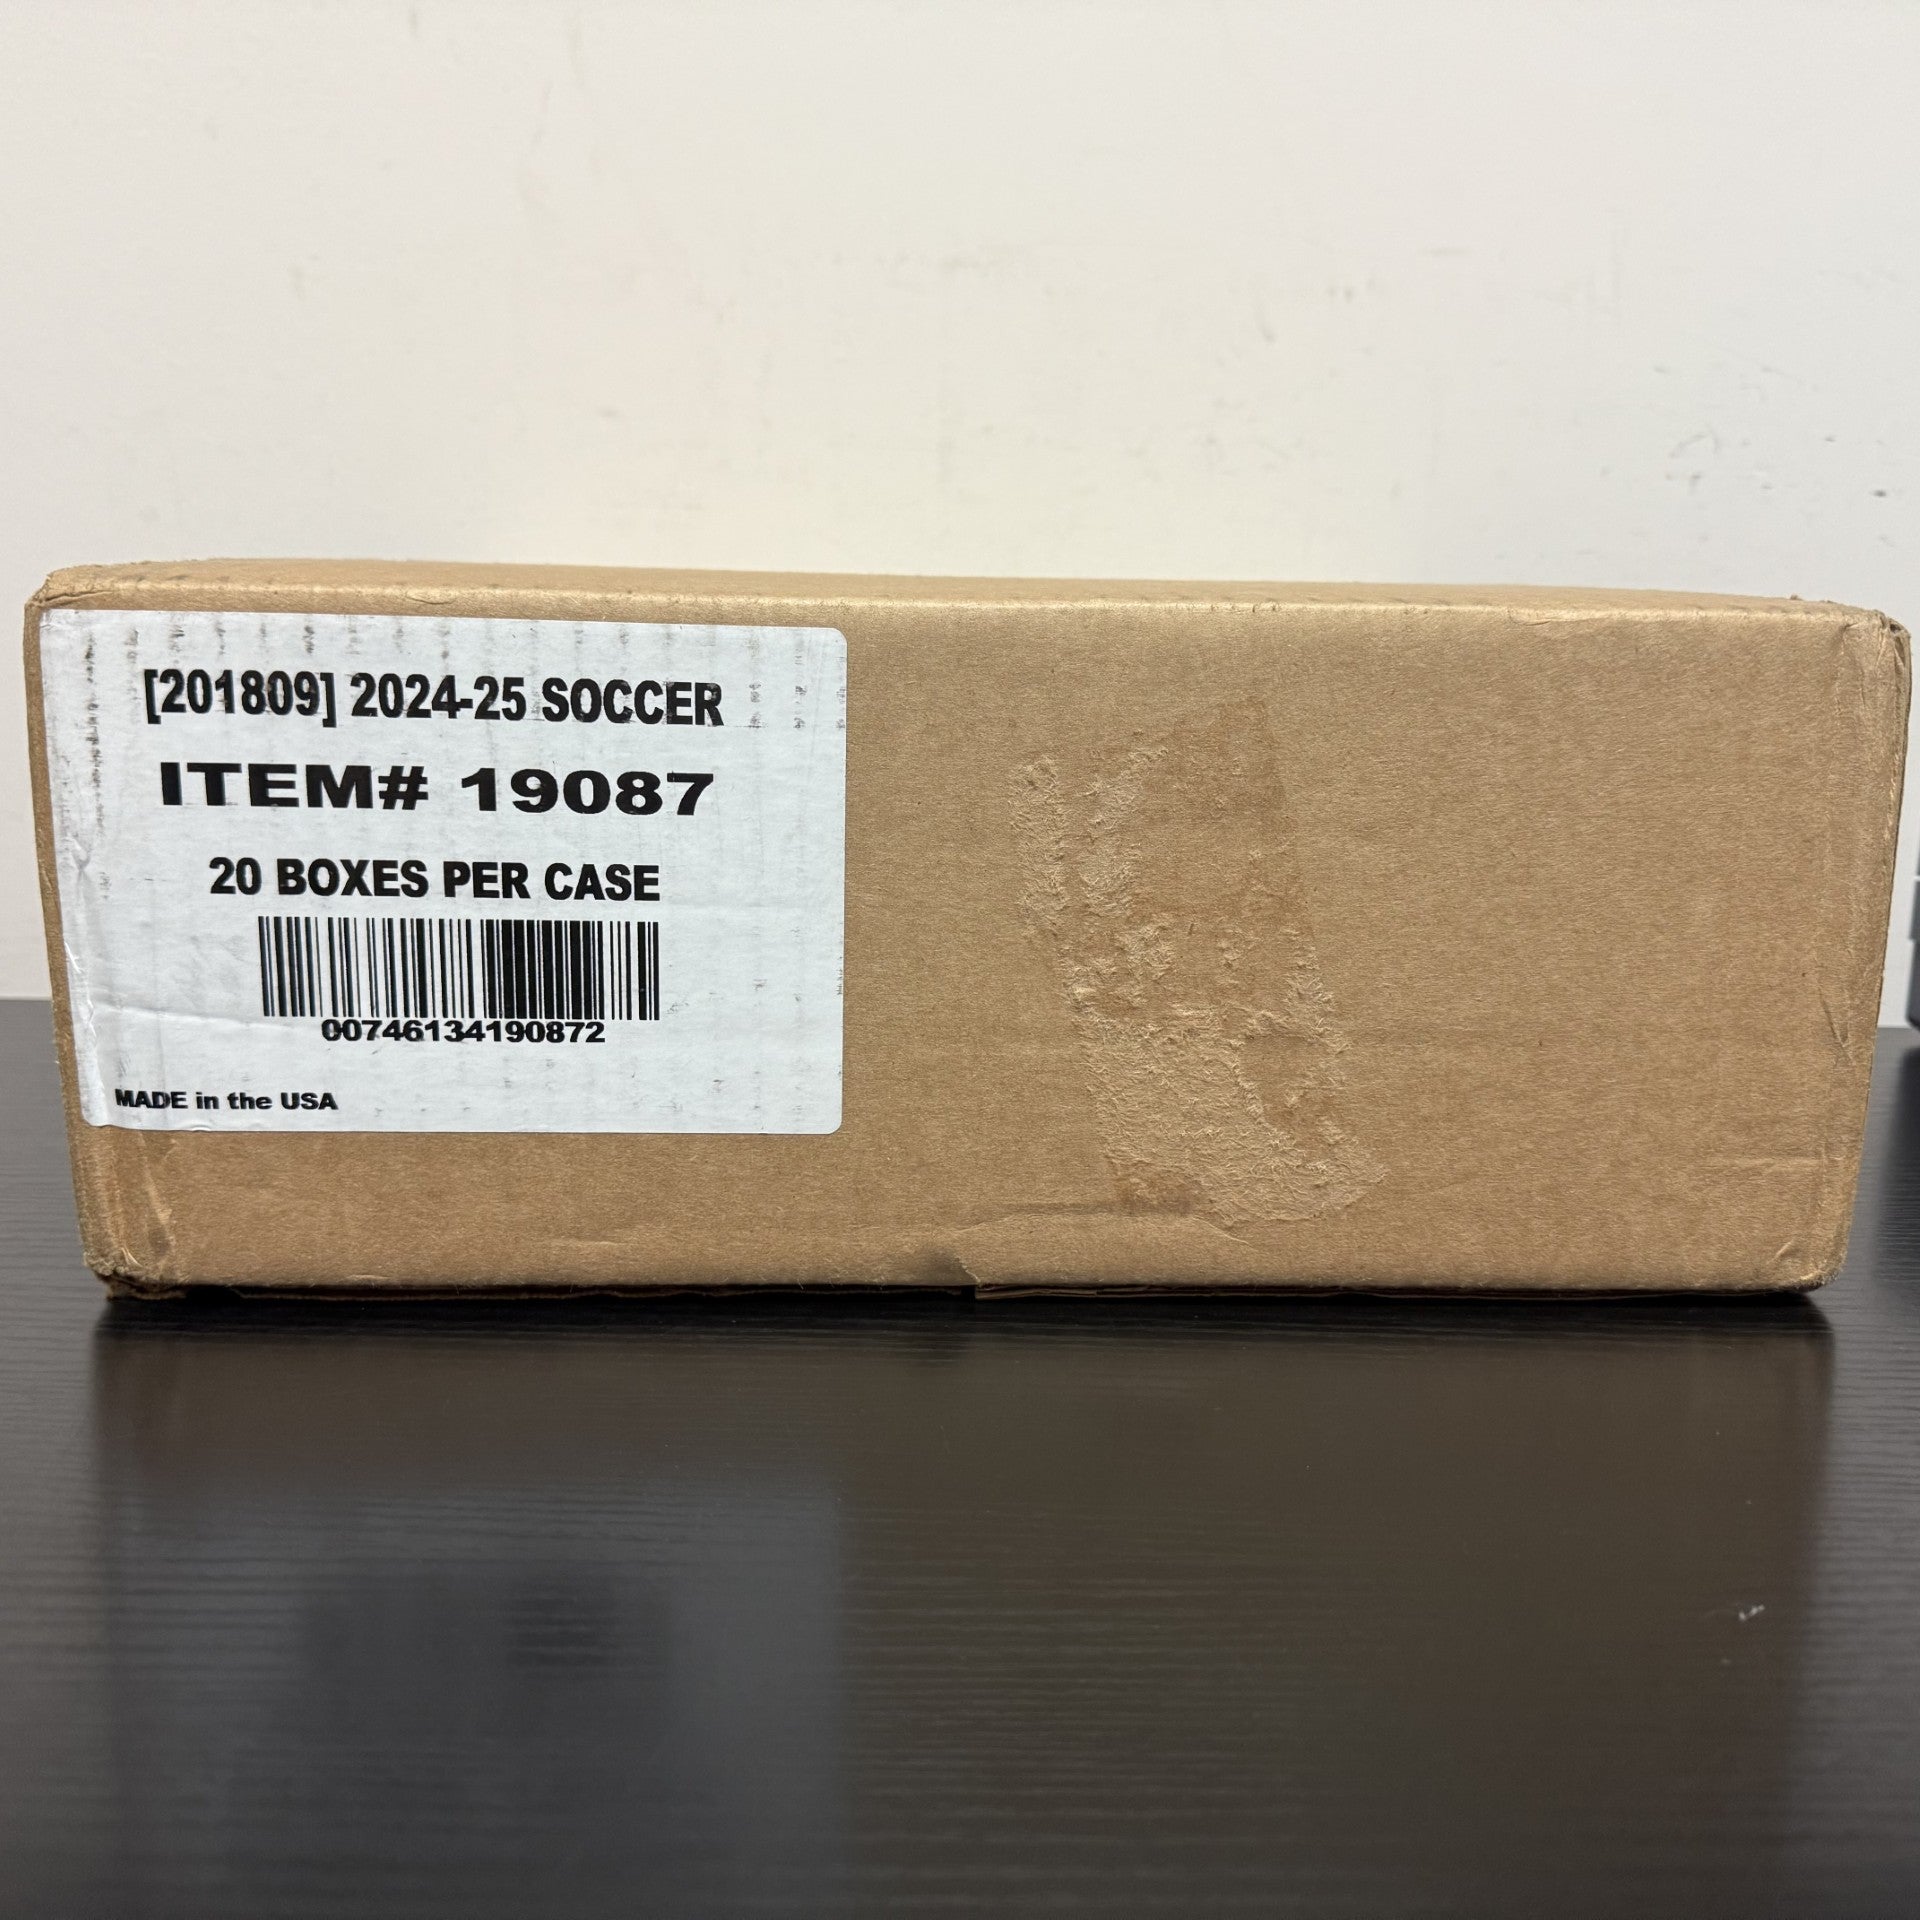 [201809] 2024-25 SOCCER
ITEM# 19087
20 BOXES PER CASE
00746134190872
MADE in the USA